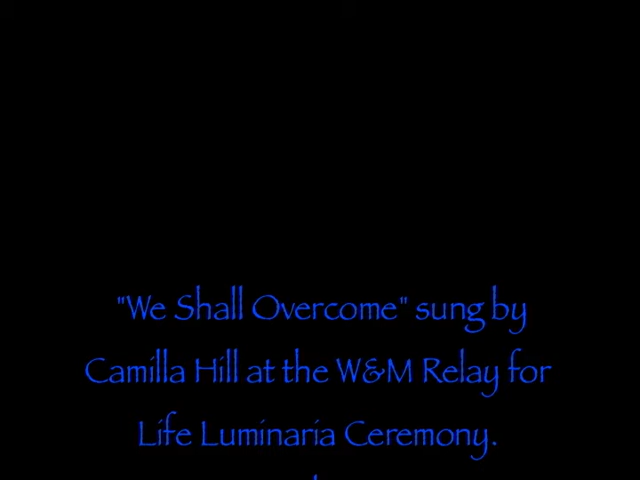 "We Shall Overcome" sung by
Camilla Hill at the W&M Relay for
Life Luminaria Ceremony.